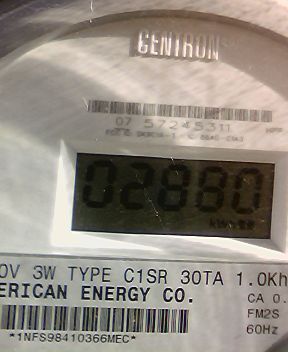 CENTRON
07 57245311
02880
0V 3W TYPE C1SR 30TA 1.0Kh
ERICAN ENERGY CO.
CA 0.
FM2S
60Hz
*1NFS98410366MEC*